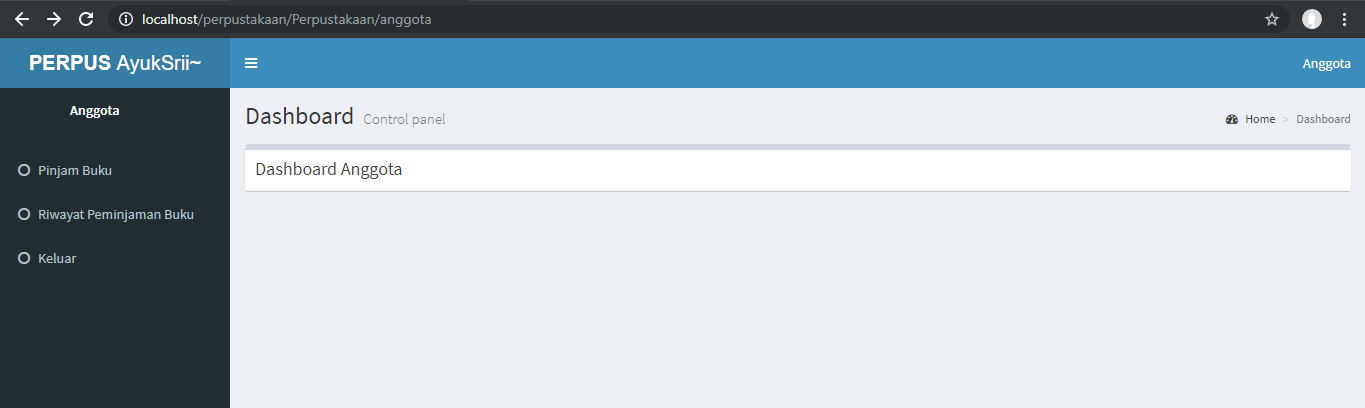 localhost/perpustakaan/Perpustakaan/anggota
PERPUS AyukSrii~
Anggota
Anggota
Dashboard Control panel
Home > Dashboard
Dashboard Anggota
Pinjam Buku
Riwayat Peminjaman Buku
Keluar